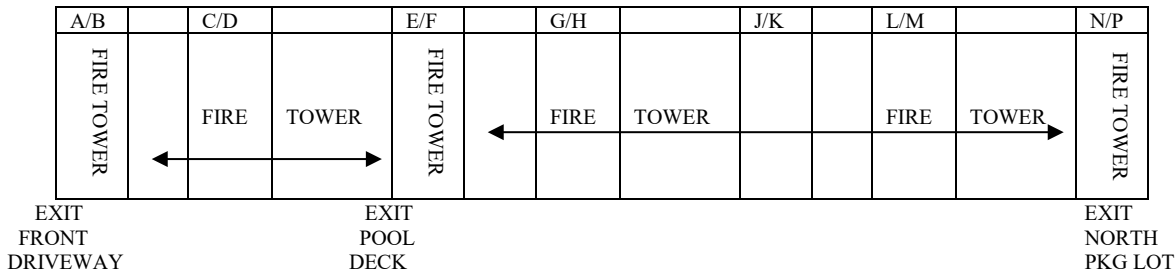 A/B C/D E/F G/H J/K L/M N/P
FIRE TOWER
FIRE TOWER
FIRE TOWER
FIRE TOWER
FIRE TOWER
FIRE TOWER
EXIT
FRONT
DRIVEWAY
EXIT
POOL
DECK
EXIT
NORTH
PKG LOT